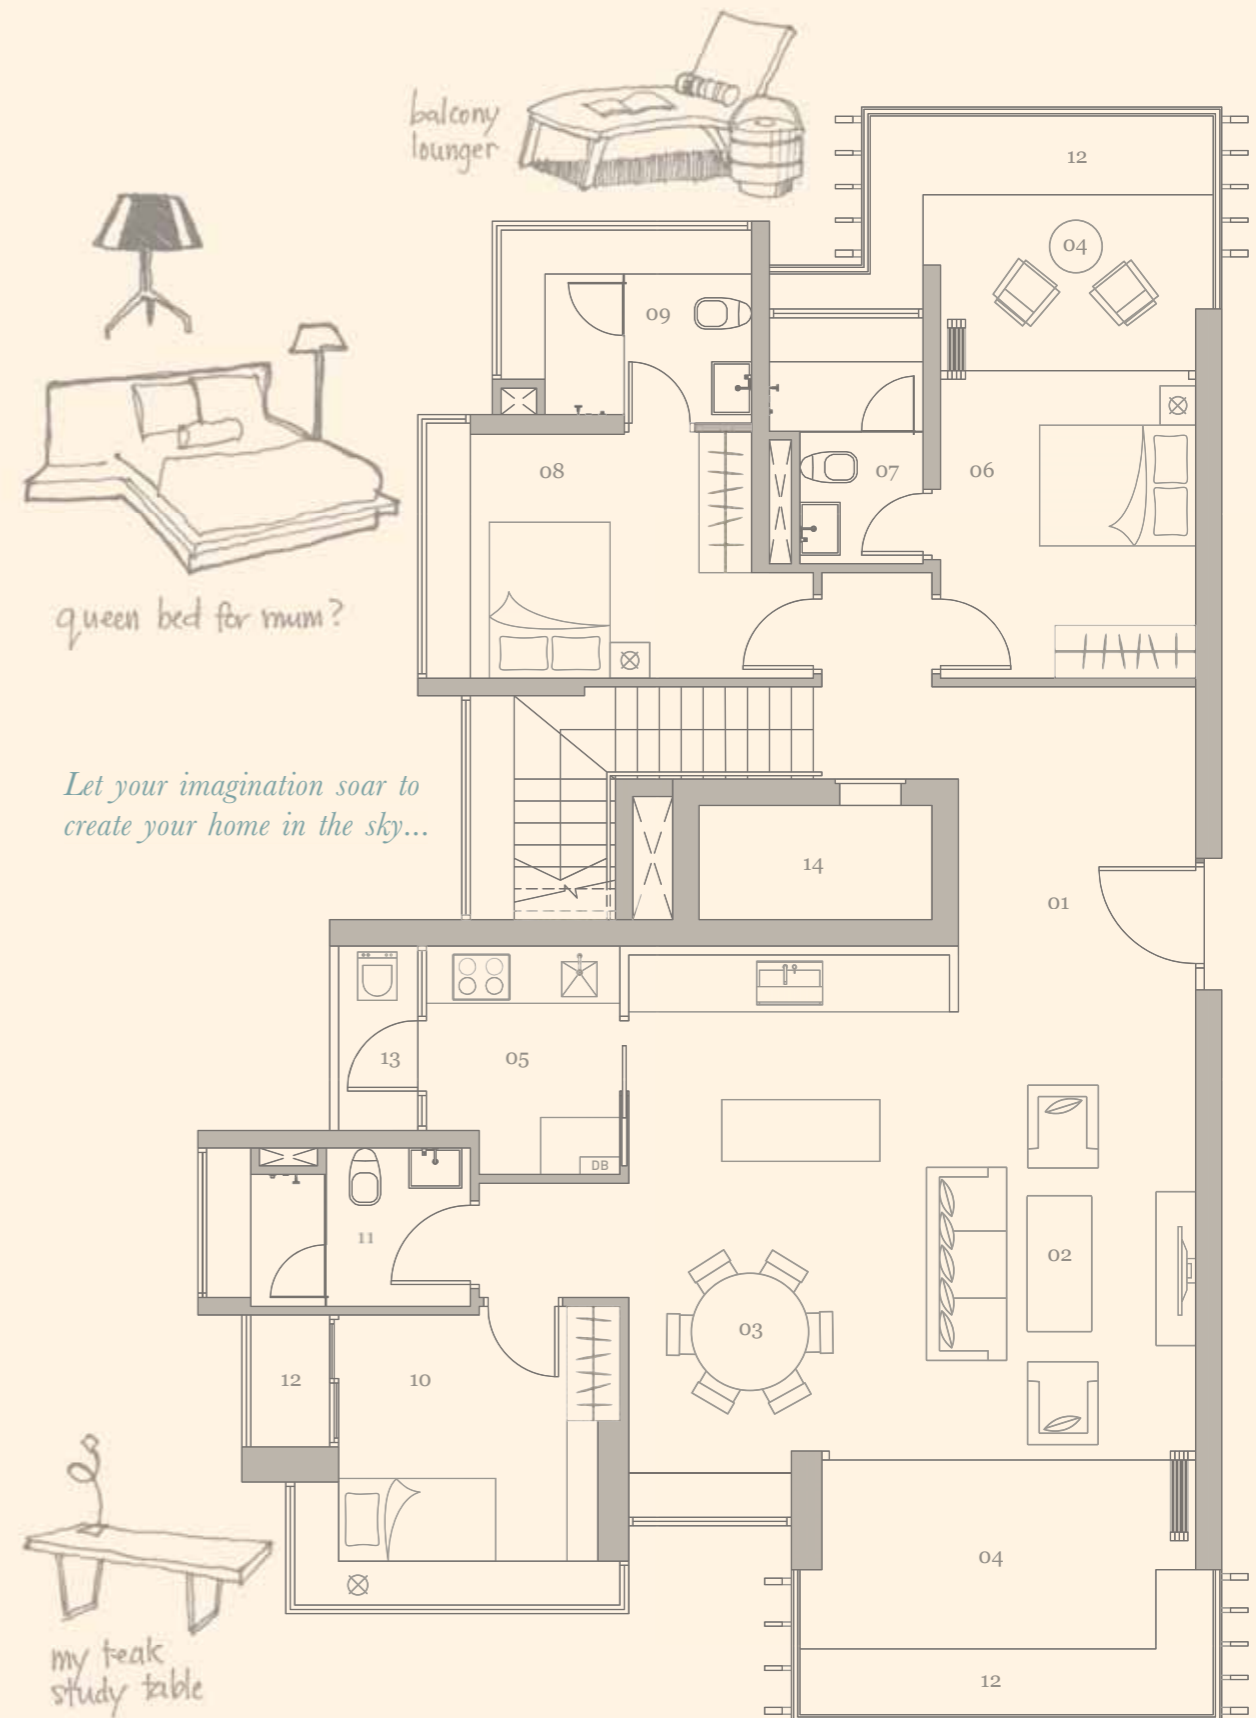 balcony
lounger
12
04
09
08
07
06
queen bed for mum?
Let your imagination soar to
create your home in the sky...
14
01
13
05
DB
11
02
03
12
10
04
my teak
study table
12